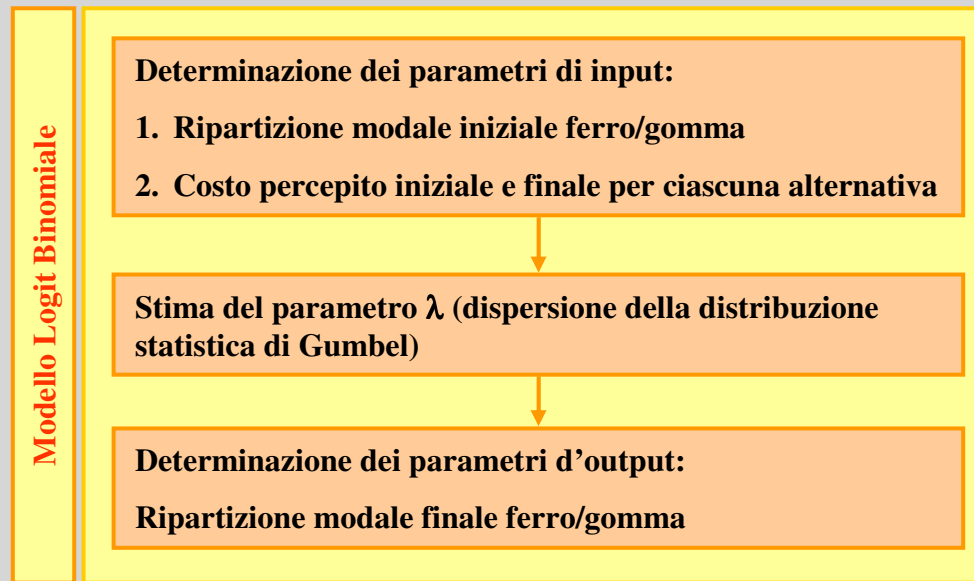 Modello Logit Binomiale
Determinazione dei parametri di input:
1. Ripartizione modale iniziale ferro/gomma
2. Costo percepito iniziale e finale per ciascuna alternativa
Stima del parametro λ (dispersione della distribuzione
statistica di Gumbel)
Determinazione dei parametri d’output:
Ripartizione modale finale ferro/gomma